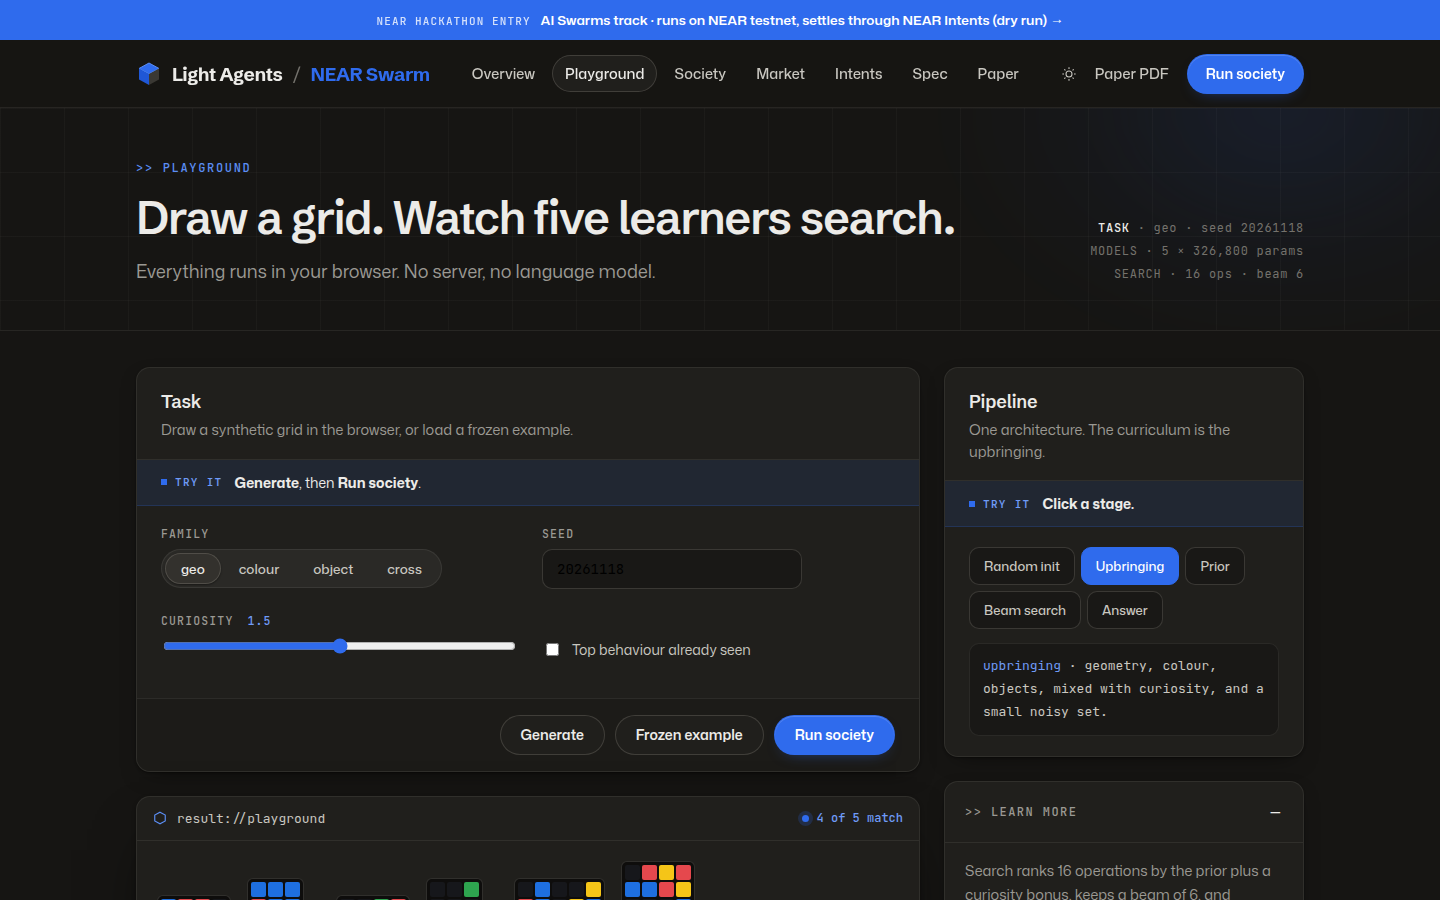 NEAR HACKATHON ENTRY AI Swarms track · runs on NEAR testnet, settles through NEAR Intents (dry run) →
Light Agents / NEAR Swarm Overview Playground Society Market Intents Spec Paper Paper PDF Run society
>> PLAYGROUND
Draw a grid. Watch five learners search.
Everything runs in your browser. No server, no language model.
TASK · geo · seed 20261118
MODELS · 5 × 326,800 params
SEARCH · 16 ops · beam 6
Task
Draw a synthetic grid in the browser, or load a frozen example.
TRY IT Generate, then Run society.
FAMILY
geo colour object cross
SEED
20261118
CURIOSITY 1.5
Top behaviour already seen
Generate Frozen example Run society
result://playground 4 of 5 match
Pipeline
One architecture. The curriculum is the
upbringing.
TRY IT Click a stage.
Random init Upbringing Prior
Beam search Answer
upbringing · geometry, colour,
objects, mixed with curiosity, and a
small noisy set.
>> LEARN MORE —
Search ranks 16 operations by the prior plus a
curiosity bonus, keeps a beam of 6, and